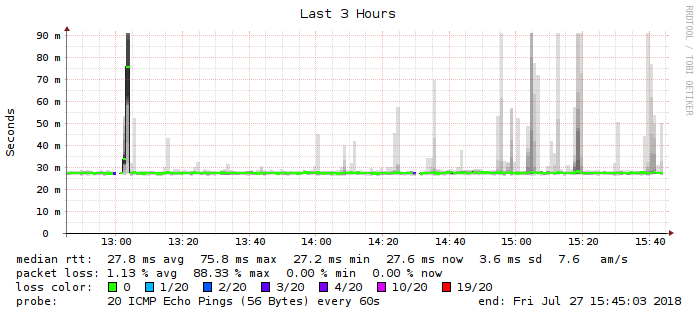 Last 3 Hours
RRDTOOL / TOBI OETIKER
Seconds
90 m
80 m
70 m
60 m
50 m
40 m
30 m
20 m
10 m
0
13:00 13:20 13:40 14:00 14:20 14:40 15:00 15:20 15:40
median rtt: 27.8 ms avg 75.8 ms max 27.2 ms min 27.6 ms now 3.6 ms sd 7.6 am/s
packet loss: 1.13 % avg 88.33 % max 0.00 % min 0.00 % now
loss color: 0 1/20 2/20 3/20 4/20 10/20 19/20
probe: 20 ICMP Echo Pings (56 Bytes) every 60s end: Fri Jul 27 15:45:03 2018